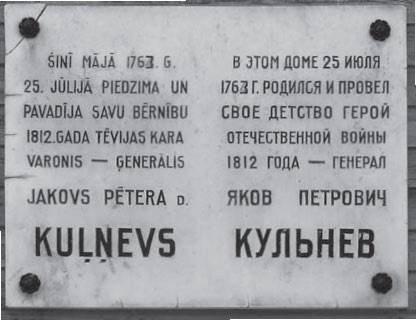 ŠINĪ MĀJĀ 1763. G.
25. JŪLIJĀ PIEDZIMA UN
PAVADĪJA SAVU BĒRNĪBU
1812. GADA TĒVIJAS KARA
VARONIS — ĢENERĀLIS
JAKOVS PĒTERA D.
KUĻŅEVS
В ЭТОМ ДОМЕ 25 ИЮЛЯ
1763 Г. РОДИЛСЯ И ПРОВЕЛ
СВОЕ ДЕТСТВО ГЕРОЙ
ОТЕЧЕСТВЕННОЙ ВОЙНЫ
1812 ГОДА — ГЕНЕРАЛ
ЯКОВ ПЕТРОВИЧ
КУЛЬНЕВ